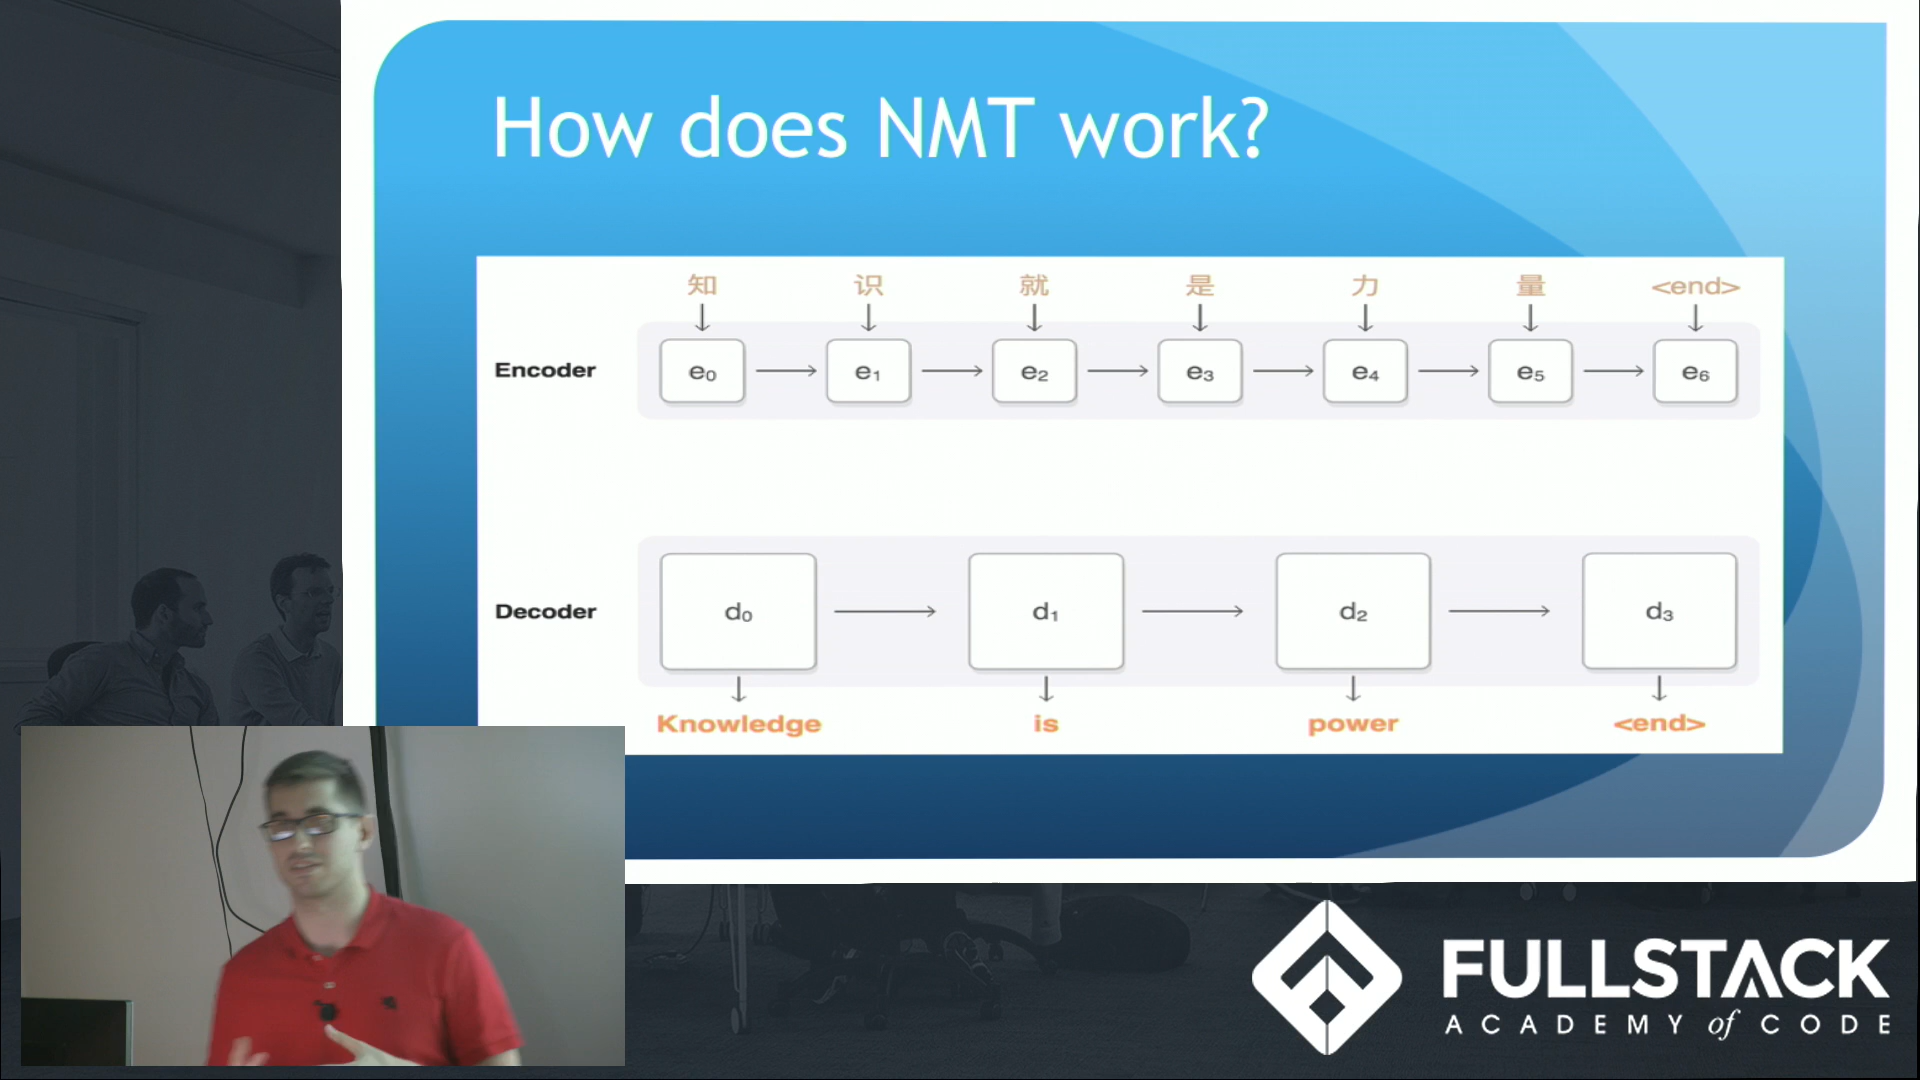 How does NMT work?
知 识 就 是 力 量 <end>
Encoder e₀ e₁ e₂ e₃ e₄ e₅ e₆
Decoder d₀ d₁ d₂ d₃
Knowledge is power <end>
FULLSTACK
ACADEMY of CODE